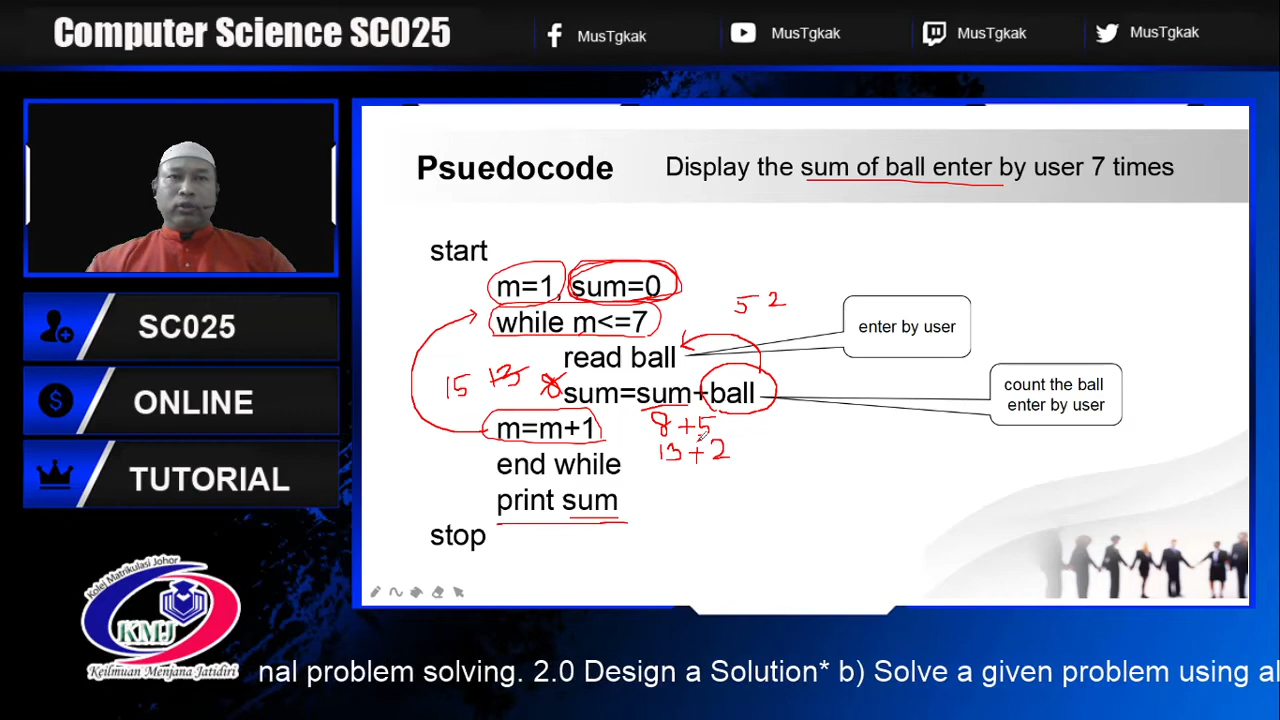 Computer Science SC025
MusTgkak
MusTgkak
MusTgkak
MusTgkak
Psuedocode
Display the sum of ball enter by user 7 times
start
m=1, sum=0
5 2
while m<=7
enter by user
read ball
15 13 8
sum=sum+ball
count the ball
enter by user
8+5
m=m+1
13+2
end while
print sum
stop
SC025
ONLINE
TUTORIAL
Kolej Matrikulasi Johor
KMJ
Keilmuan Menjana Jatidiri
nal problem solving. 2.0 Design a Solution* b) Solve a given problem using al